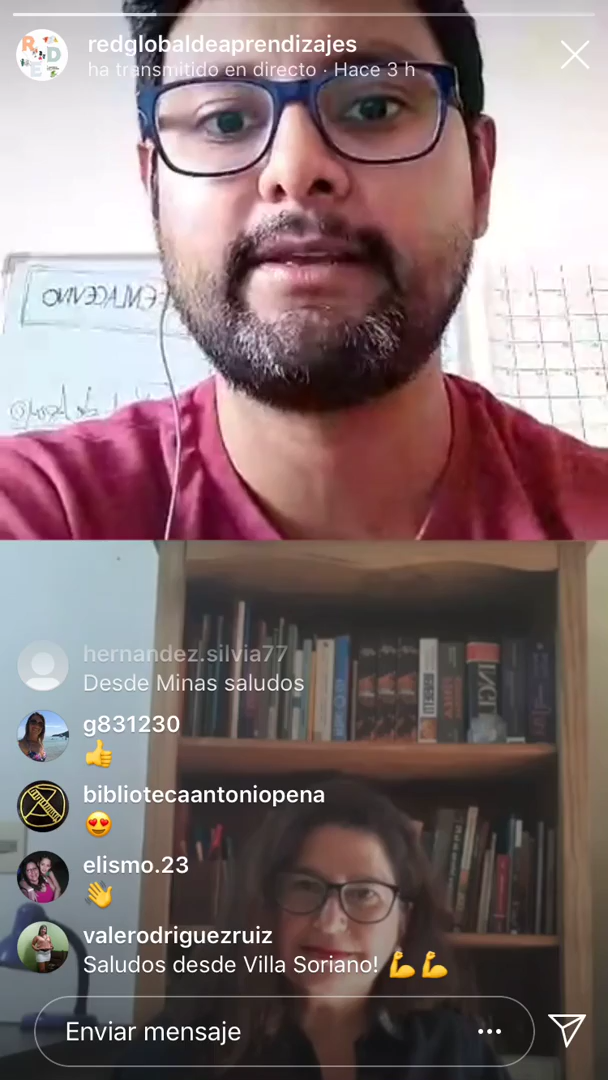 redglobaldeaprendizajes
ha transmitido en directo · Hace 3 h
ENLACEVNO
hernandez.silvia77
Desde Minas saludos
g831230
👍
bibliotecaantoniopena
😍
elismo.23
👋
valerodriguezruiz
Saludos desde Villa Soriano! 💪💪
Enviar mensaje